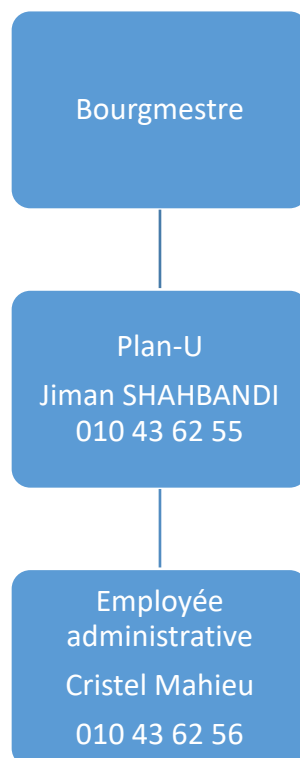 Bourgmestre
Plan-U
Jiman SHAHBANDI
010 43 62 55
Employée
administrative
Cristel Mahieu
010 43 62 56